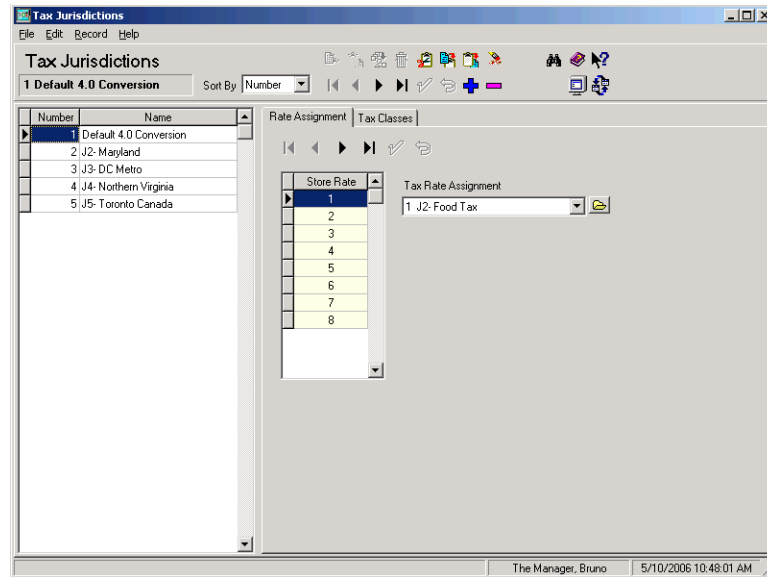 Tax Jurisdictions
File Edit Record Help
Tax Jurisdictions
1 Default 4.0 Conversion Sort By Number
Number Name
1 Default 4.0 Conversion
2 J2- Maryland
3 J3- DC Metro
4 J4- Northern Virginia
5 J5- Toronto Canada
Rate Assignment Tax Classes
Store Rate
1
2
3
4
5
6
7
8
Tax Rate Assignment
1 J2- Food Tax
The Manager, Bruno 5/10/2006 10:48:01 AM